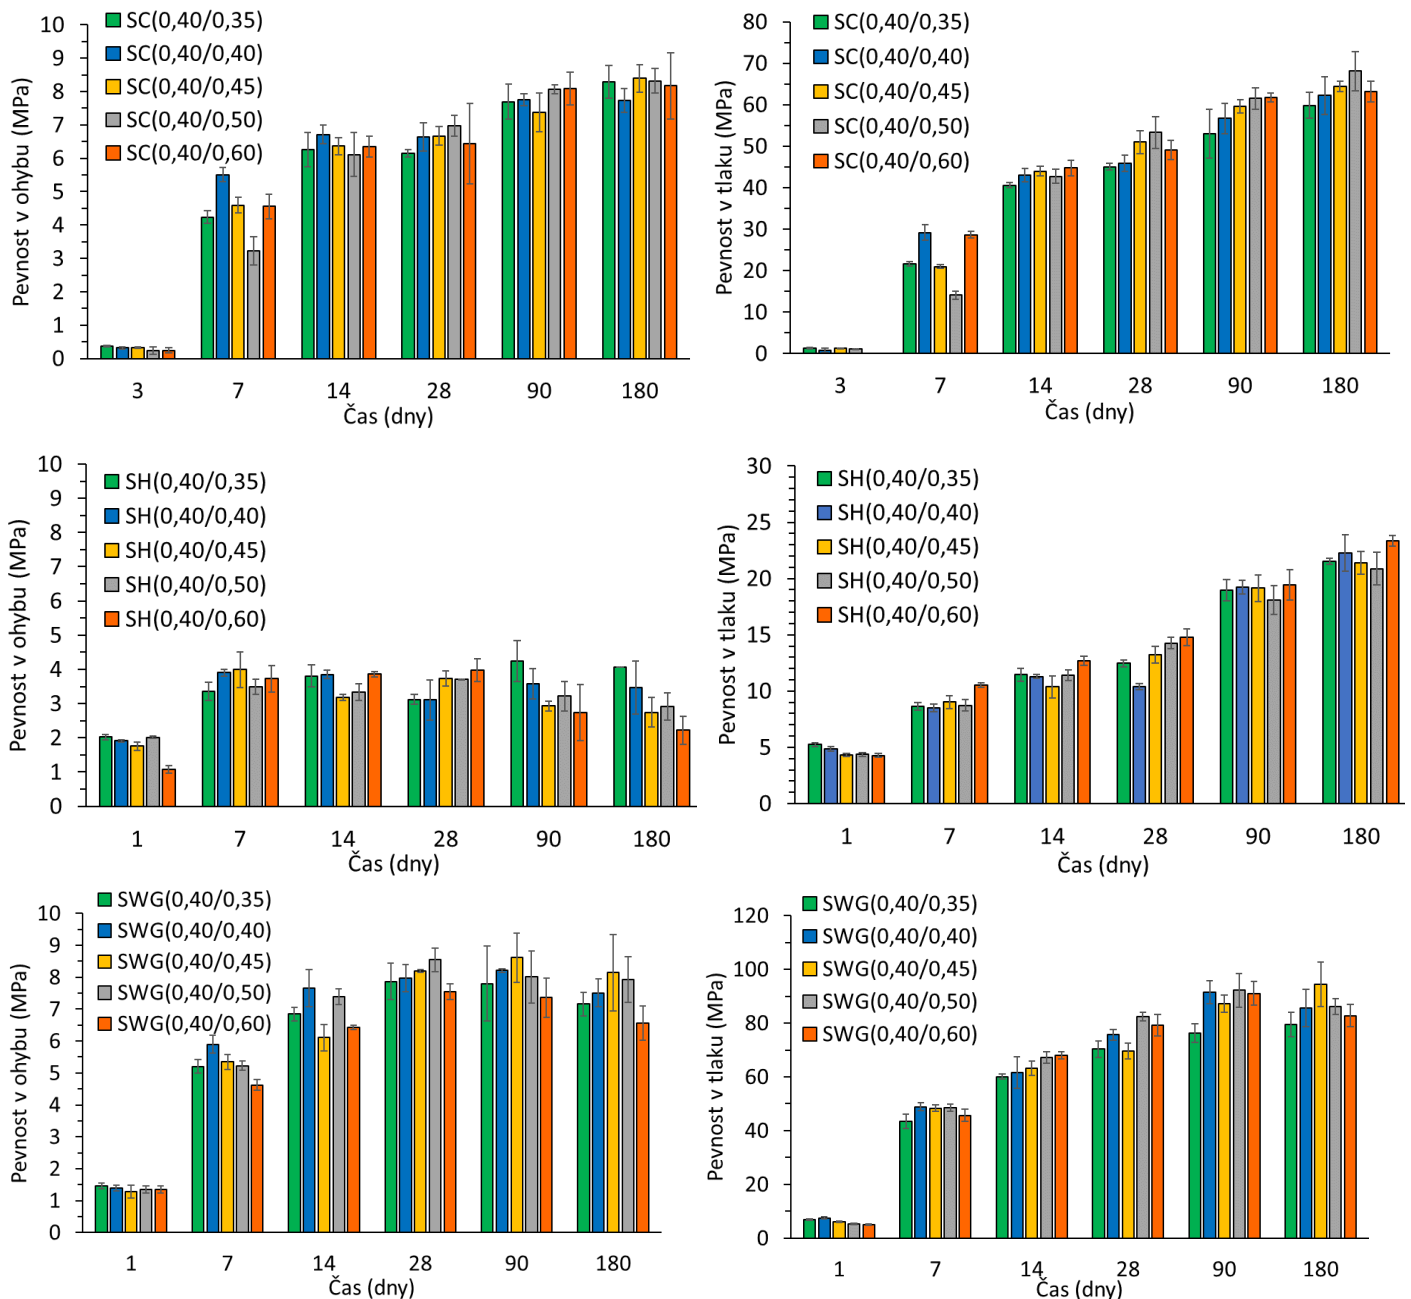 SC(0,40/0,35)
SC(0,40/0,40)
SC(0,40/0,45)
SC(0,40/0,50)
SC(0,40/0,60)
Pevnost v ohybu (MPa)
10
9
8
7
6
5
4
3
2
1
0
3 7 14 28 90 180
Čas (dny)
SC(0,40/0,35)
SC(0,40/0,40)
SC(0,40/0,45)
SC(0,40/0,50)
SC(0,40/0,60)
Pevnost v tlaku (MPa)
80
70
60
50
40
30
20
10
0
3 7 14 28 90 180
Čas (dny)
SH(0,40/0,35)
SH(0,40/0,40)
SH(0,40/0,45)
SH(0,40/0,50)
SH(0,40/0,60)
Pevnost v ohybu (MPa)
10
9
8
7
6
5
4
3
2
1
0
1 7 14 28 90 180
Čas (dny)
SH(0,40/0,35)
SH(0,40/0,40)
SH(0,40/0,45)
SH(0,40/0,50)
SH(0,40/0,60)
Pevnost v tlaku (MPa)
30
25
20
15
10
5
0
1 7 14 28 90 180
Čas (dny)
SWG(0,40/0,35)
SWG(0,40/0,40)
SWG(0,40/0,45)
SWG(0,40/0,50)
SWG(0,40/0,60)
Pevnost v ohybu (MPa)
10
9
8
7
6
5
4
3
2
1
0
1 7 14 28 90 180
Čas (dny)
SWG(0,40/0,35)
SWG(0,40/0,40)
SWG(0,40/0,45)
SWG(0,40/0,50)
SWG(0,40/0,60)
Pevnost v tlaku (MPa)
120
100
80
60
40
20
0
1 7 14 28 90 180
Čas (dny)